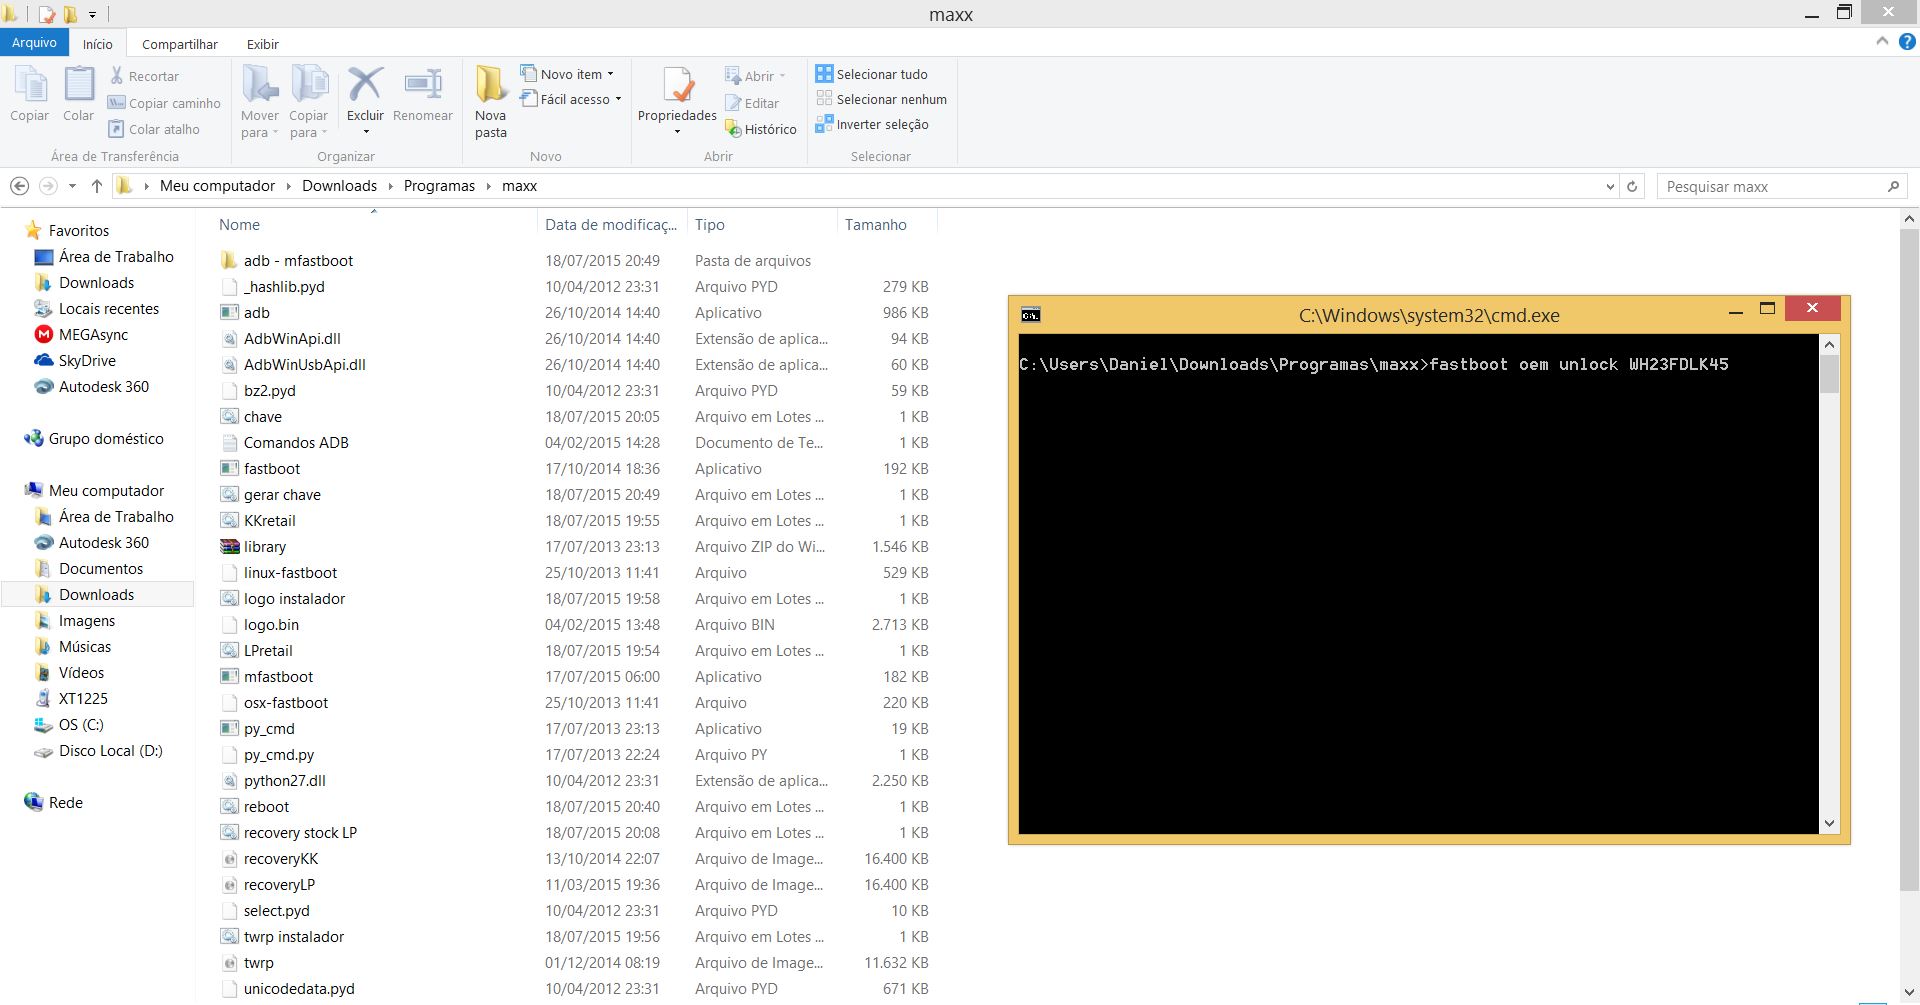 maxx
Arquivo Início Compartilhar Exibir
Copiar
Colar
Recortar
Copiar caminho
Colar atalho
Área de Transferência
Mover para
Copiar para
Excluir
Renomear
Organizar
Nova pasta
Novo item
Fácil acesso
Novo
Propriedades
Abrir
Editar
Histórico
Abrir
Selecionar tudo
Selecionar nenhum
Inverter seleção
Selecionar
Meu computador Downloads Programas maxx
Pesquisar maxx
Favoritos
Área de Trabalho
Downloads
Locais recentes
MEGAsync
SkyDrive
Autodesk 360
Grupo doméstico
Meu computador
Área de Trabalho
Autodesk 360
Documentos
Downloads
Imagens
Músicas
Vídeos
XT1225
OS (C:)
Disco Local (D:)
Rede
Nome Data de modificaç... Tipo Tamanho
adb - mfastboot 18/07/2015 20:49 Pasta de arquivos
_hashlib.pyd 10/04/2012 23:31 Arquivo PYD 279 KB
adb 26/10/2014 14:40 Aplicativo 986 KB
AdbWinApi.dll 26/10/2014 14:40 Extensão de aplica... 94 KB
AdbWinUsbApi.dll 26/10/2014 14:40 Extensão de aplica... 60 KB
bz2.pyd 10/04/2012 23:31 Arquivo PYD 59 KB
chave 18/07/2015 20:05 Arquivo em Lotes ... 1 KB
Comandos ADB 04/02/2015 14:28 Documento de Te... 1 KB
fastboot 17/10/2014 18:36 Aplicativo 192 KB
gerar chave 18/07/2015 20:49 Arquivo em Lotes ... 1 KB
KKretail 18/07/2015 19:55 Arquivo em Lotes ... 1 KB
library 17/07/2013 23:13 Arquivo ZIP do Wi... 1.546 KB
linux-fastboot 25/10/2013 11:41 Arquivo 529 KB
logo instalador 18/07/2015 19:58 Arquivo em Lotes ... 1 KB
logo.bin 04/02/2015 13:48 Arquivo BIN 2.713 KB
LPretail 18/07/2015 19:54 Arquivo em Lotes ... 1 KB
mfastboot 17/07/2015 06:00 Aplicativo 182 KB
osx-fastboot 25/10/2013 11:41 Arquivo 220 KB
py_cmd 17/07/2013 23:13 Aplicativo 19 KB
py_cmd.py 17/07/2013 22:24 Arquivo PY 1 KB
python27.dll 10/04/2012 23:31 Extensão de aplica... 2.250 KB
reboot 18/07/2015 20:40 Arquivo em Lotes ... 1 KB
recovery stock LP 18/07/2015 20:08 Arquivo em Lotes ... 1 KB
recoveryKK 13/10/2014 22:07 Arquivo de Image... 16.400 KB
recoveryLP 11/03/2015 19:36 Arquivo de Image... 16.400 KB
select.pyd 10/04/2012 23:31 Arquivo PYD 10 KB
twrp instalador 18/07/2015 19:56 Arquivo em Lotes ... 1 KB
twrp 01/12/2014 08:19 Arquivo de Image... 11.632 KB
unicodedata.pyd 10/04/2012 23:31 Arquivo PYD 671 KB
C:\Windows\system32\cmd.exe
C:\Users\Daniel\Downloads\Programas\maxx>fastboot oem unlock WH23FDLK45